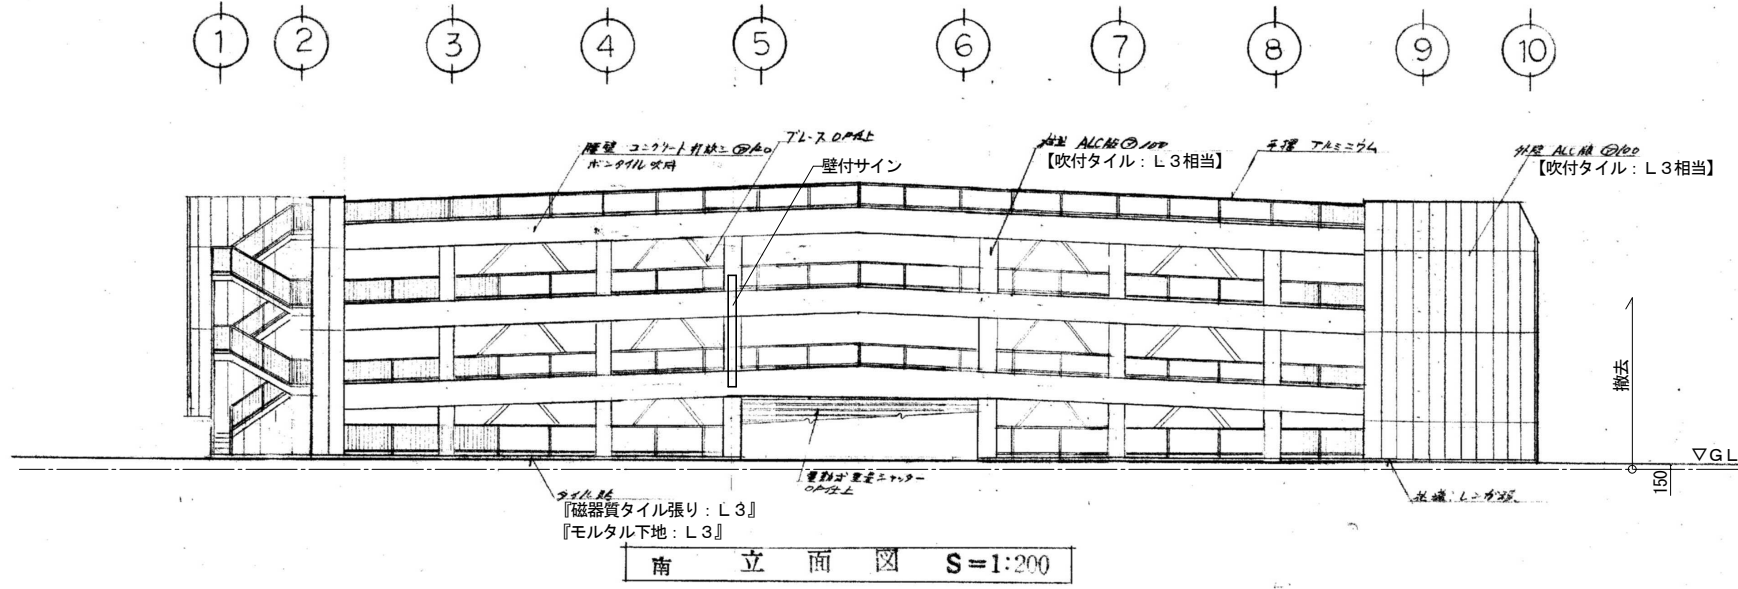 1 2 3 4 5 6 7 8 9 10
腰壁 コンクリート打放シ ⑦120
ボンタイル吹付
ブレース OP仕上
壁付サイン
ALC版 ⑦100
【吹付タイル：Ｌ３相当】
手摺 アルミニウム
外壁 ALC版 ⑦100
【吹付タイル：Ｌ３相当】
撤去
▽ＧＬ
150
タイル貼
『磁器質タイル張り：Ｌ３』
『モルタル下地：Ｌ３』
電動式重量シャッター
OP仕上
南 立面図 S=1:200